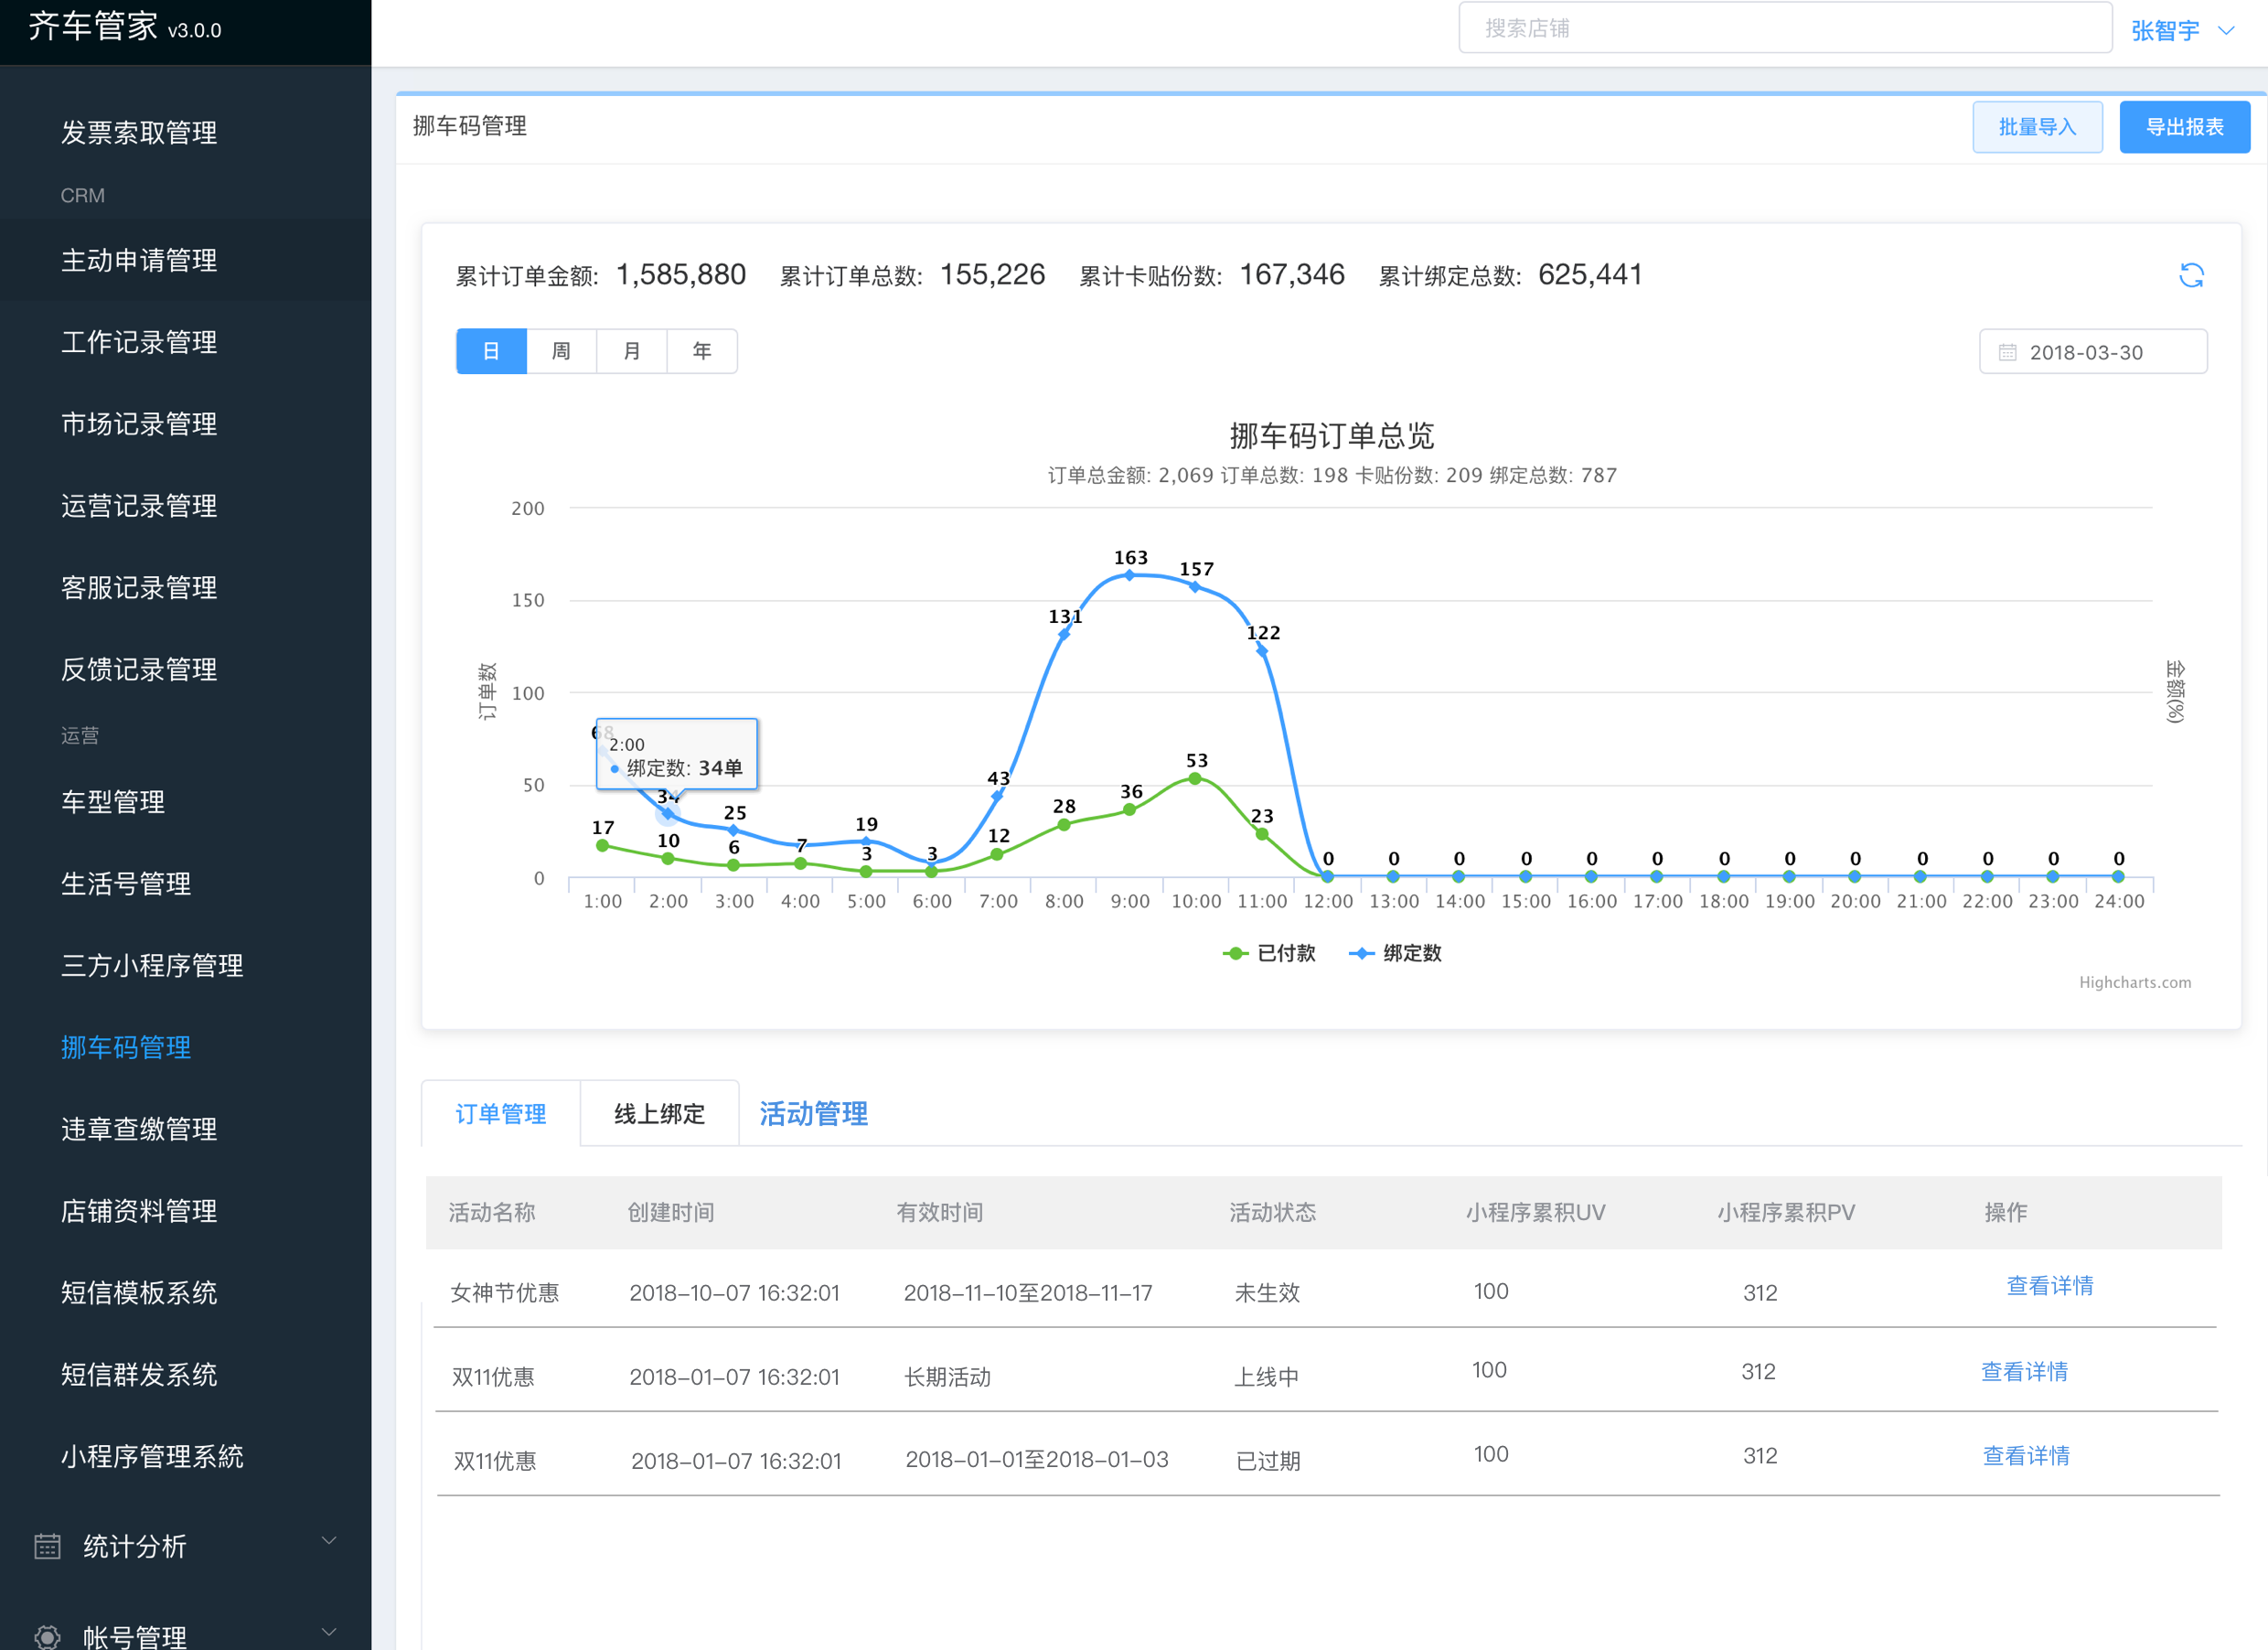 齐车管家 v3.0.0
搜索店铺
张智宇
发票索取管理
CRM
主动申请管理
工作记录管理
市场记录管理
运营记录管理
客服记录管理
反馈记录管理
运营
车型管理
生活号管理
三方小程序管理
挪车码管理
违章查缴管理
店铺资料管理
短信模板系统
短信群发系统
小程序管理系統
统计分析
帐号管理
挪车码管理
批量导入
导出报表
累计订单金额: 1,585,880 累计订单总数: 155,226 累计卡贴份数: 167,346 累计绑定总数: 625,441
日 周 月 年
2018-03-30
挪车码订单总览
订单总金额: 2,069 订单总数: 198 卡贴份数: 209 绑定总数: 787
订单数
金额(%)
200
150
100
50
0
68 34 25 7 19 3 43 131 163 157 122 0 0 0 0 0 0 0 0 0 0 0 0 0
17 10 6 3 12 28 36 53 23
2:00
绑定数: 34单
1:00 2:00 3:00 4:00 5:00 6:00 7:00 8:00 9:00 10:00 11:00 12:00 13:00 14:00 15:00 16:00 17:00 18:00 19:00 20:00 21:00 22:00 23:00 24:00
已付款 绑定数
Highcharts.com
订单管理 线上绑定 活动管理
活动名称 创建时间 有效时间 活动状态 小程序累积UV 小程序累积PV 操作
女神节优惠 2018-10-07 16:32:01 2018-11-10至2018-11-17 未生效 100 312 查看详情
双11优惠 2018-01-07 16:32:01 长期活动 上线中 100 312 查看详情
双11优惠 2018-01-07 16:32:01 2018-01-01至2018-01-03 已过期 100 312 查看详情